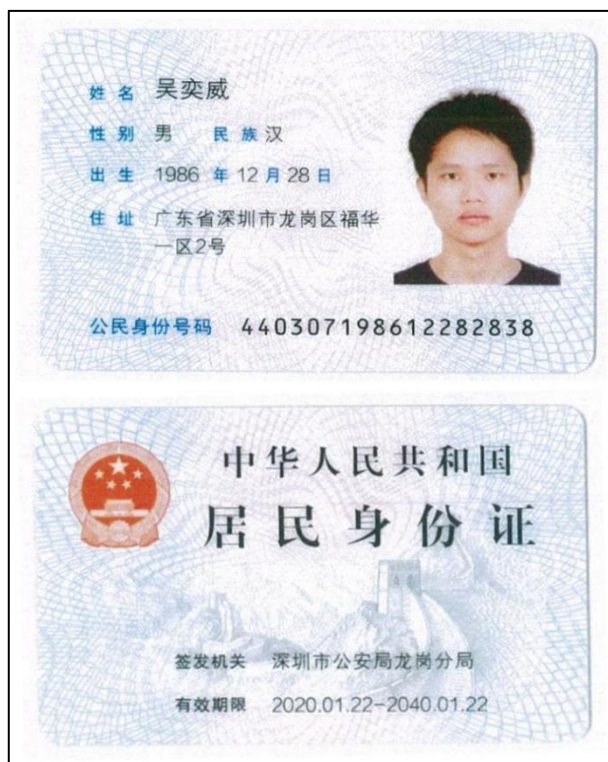 姓名 吴奕威
性别 男 民族 汉
出生 1986 年 12 月 28 日
住址 广东省深圳市龙岗区福华
一区2号
公民身份号码 440307198612282838
中华人民共和国
居民身份证
签发机关 深圳市公安局龙岗分局
有效期限 2020.01.22-2040.01.22